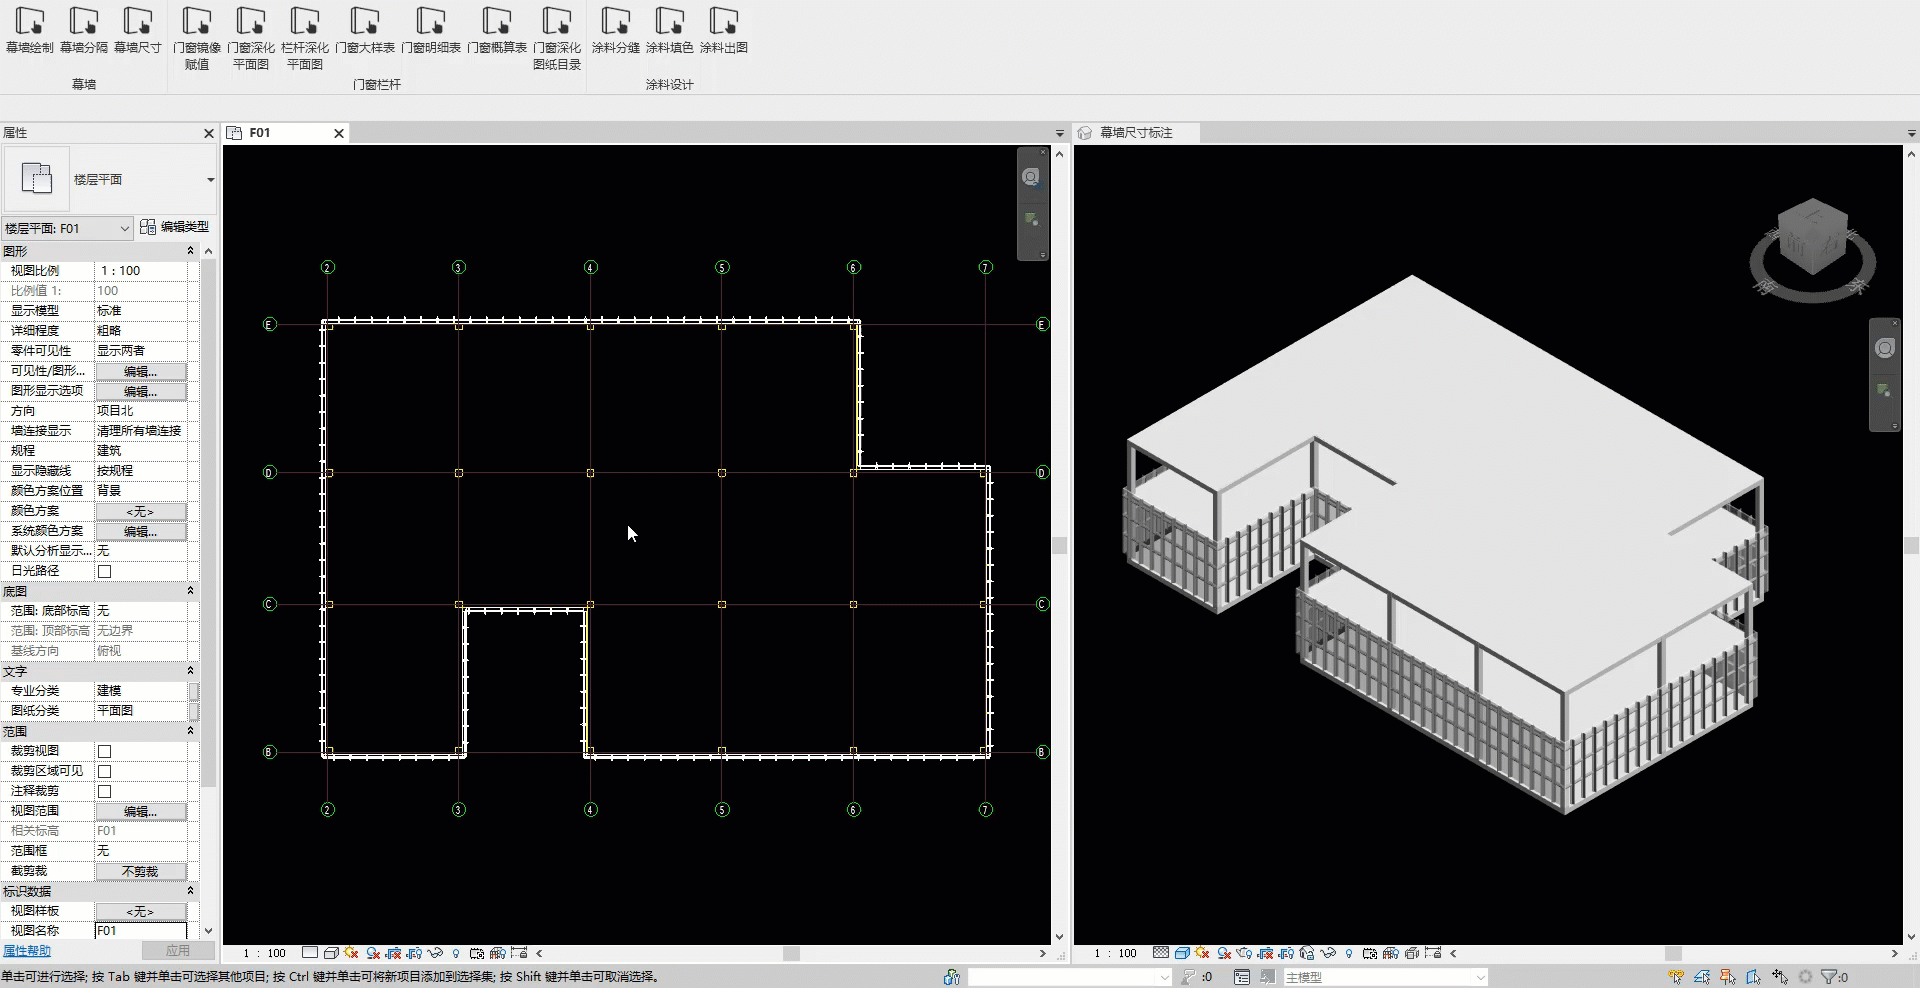 幕墙绘制 幕墙分隔 幕墙尺寸 门窗镜像 门窗深化 栏杆深化 门窗大样表 门窗明细表 门窗概算表 门窗深化 涂料分缝 涂料填色 涂料出图
赋值 平面图 平面图 图纸目录
幕墙 门窗栏杆 涂料设计
属性
F01
幕墙尺寸标注
楼层平面
楼层平面: F01 编辑类型
图形
视图比例 1 : 100
比例值 1: 100
显示模型 标准
详细程度 粗略
零件可见性 显示两者
可见性/图形... 编辑...
图形显示选项 编辑...
方向 项目北
墙连接显示 清理所有墙连接
规程 建筑
显示隐藏线 按规程
颜色方案位置 背景
颜色方案 <无>
系统颜色方案 编辑...
默认分析显示... 无
日光路径
底图
范围: 底部标高 无
范围: 顶部标高 无边界
基线方向 俯视
文字
专业分类 建模
图纸分类 平面图
范围
裁剪视图
裁剪区域可见
注释裁剪
视图范围 编辑...
相关标高 F01
范围框 无
截剪裁 不剪裁
标识数据
视图样板 <无>
视图名称 F01
属性帮助 应用
2 3 4 5 6 7
E E
D D
C C
B B
2 3 4 5 6 7
南 东
1 : 100
1 : 100
单击可进行选择; 按 Tab 键并单击可选择其他项目; 按 Ctrl 键并单击可将新项目添加到选择集; 按 Shift 键并单击可取消选择。
:0 主模型 :0